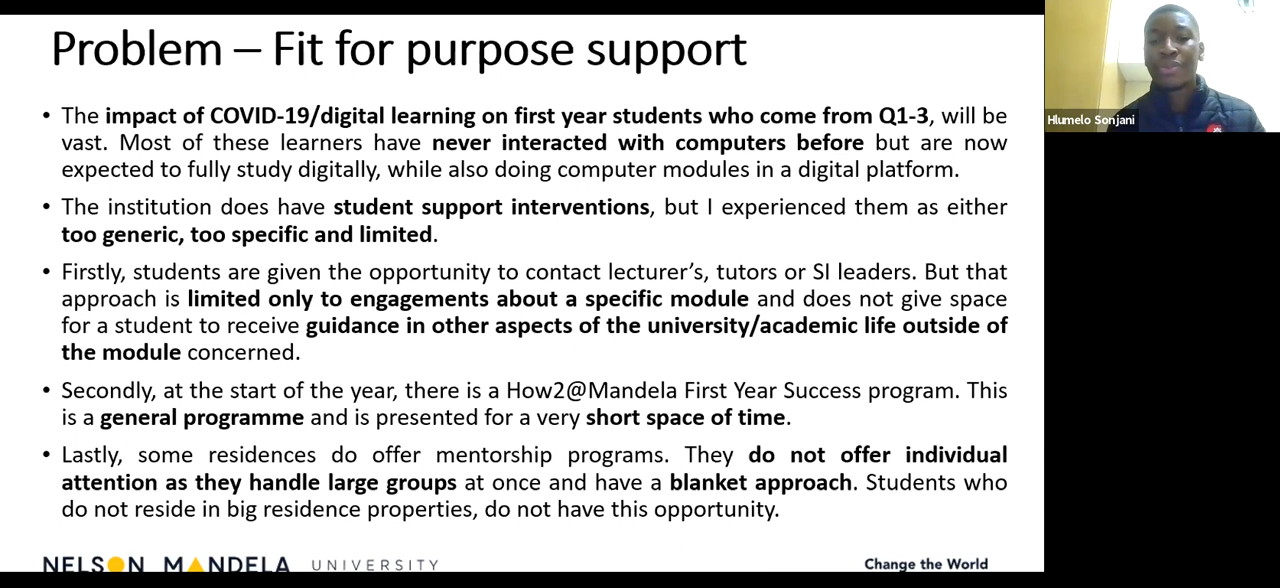 Problem – Fit for purpose support
• The impact of COVID-19/digital learning on first year students who come from Q1-3, will be
vast. Most of these learners have never interacted with computers before but are now
expected to fully study digitally, while also doing computer modules in a digital platform.
• The institution does have student support interventions, but I experienced them as either
too generic, too specific and limited.
• Firstly, students are given the opportunity to contact lecturer's, tutors or SI leaders. But that
approach is limited only to engagements about a specific module and does not give space
for a student to receive guidance in other aspects of the university/academic life outside of
the module concerned.
• Secondly, at the start of the year, there is a How2@Mandela First Year Success program. This
is a general programme and is presented for a very short space of time.
• Lastly, some residences do offer mentorship programs. They do not offer individual
attention as they handle large groups at once and have a blanket approach. Students who
do not reside in big residence properties, do not have this opportunity.
NELSON MANDELA UNIVERSITY
Change the World
Hlumelo Sonjani